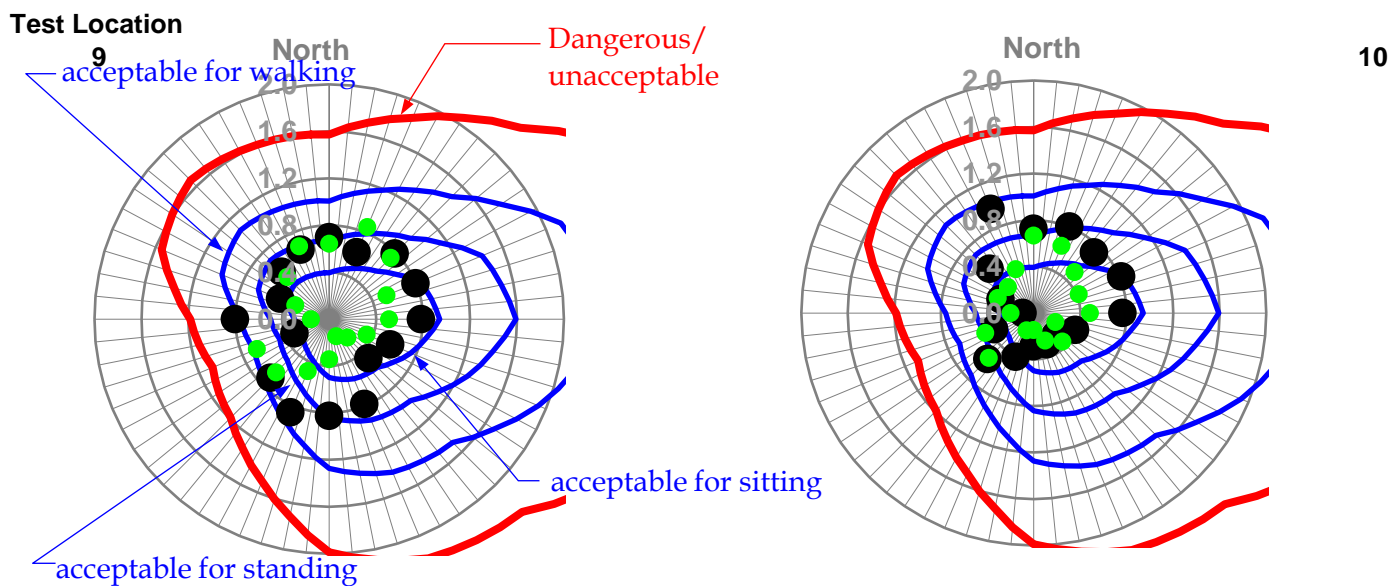 Test Location
9
10
North
North
acceptable for walking
Dangerous/
unacceptable
2.0
1.6
1.2
0.8
0.4
0.0
2.0
1.6
1.2
0.8
0.4
0.0
acceptable for sitting
acceptable for standing